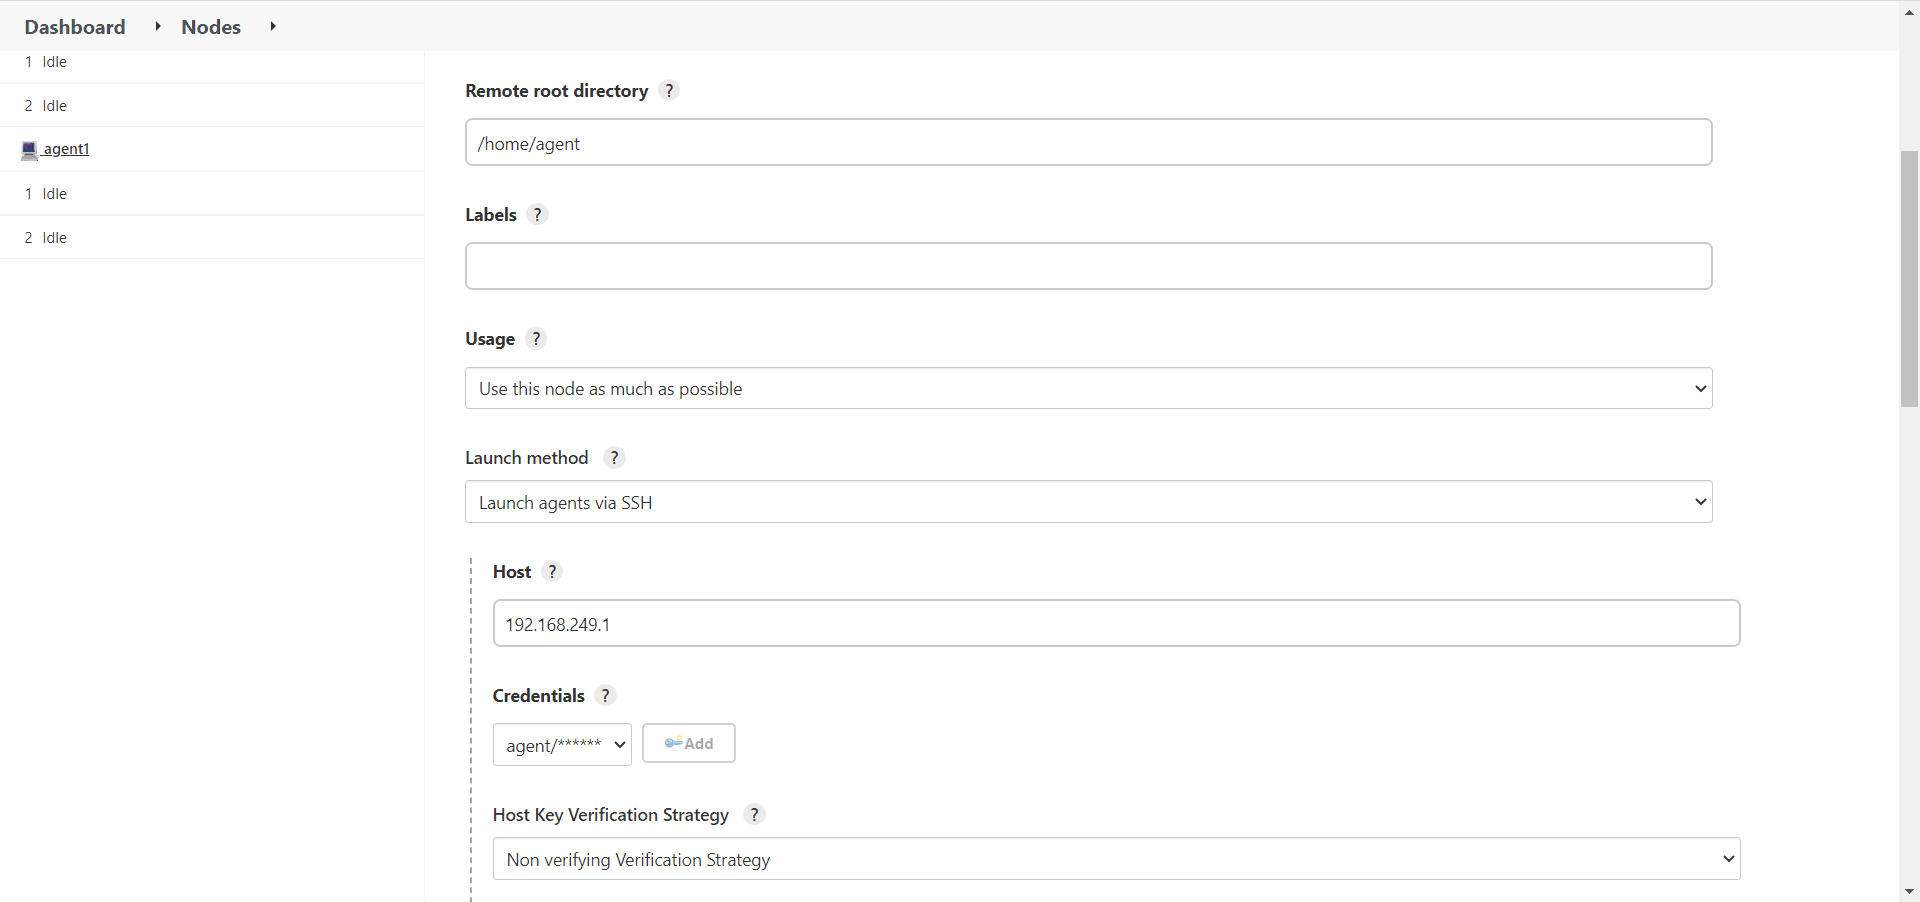 Dashboard Nodes
1 Idle
2 Idle
agent1
1 Idle
2 Idle
Remote root directory ?
/home/agent
Labels ?
Usage ?
Use this node as much as possible
Launch method ?
Launch agents via SSH
Host ?
192.168.249.1
Credentials ?
agent/****** Add
Host Key Verification Strategy ?
Non verifying Verification Strategy